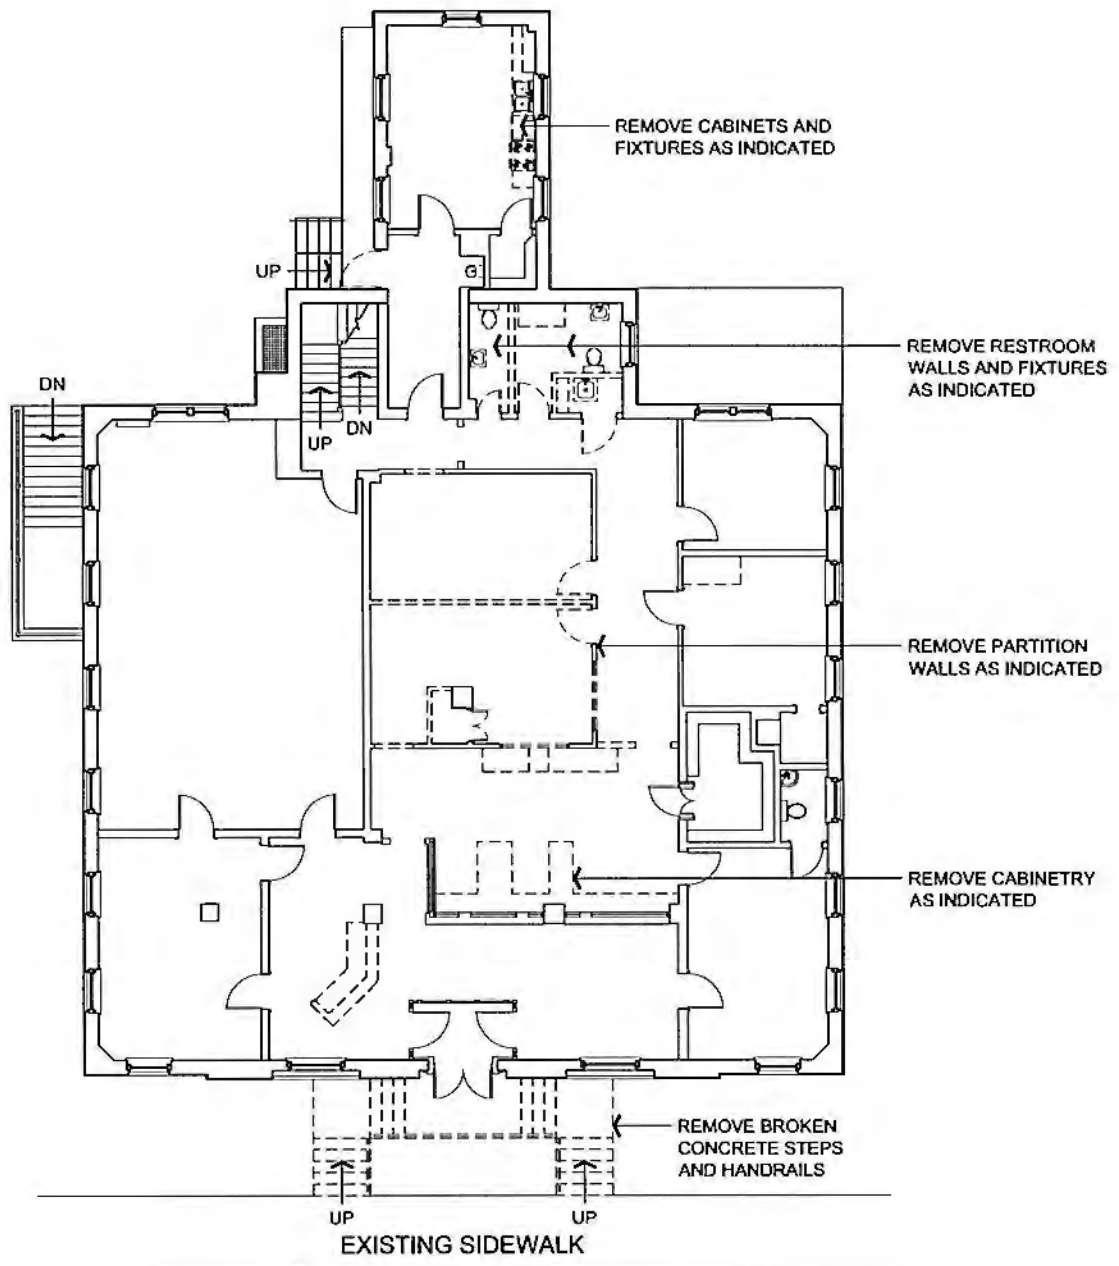 REMOVE CABINETS AND
FIXTURES AS INDICATED
UP
REMOVE RESTROOM
WALLS AND FIXTURES
AS INDICATED
DN
UP
DN
REMOVE PARTITION
WALLS AS INDICATED
REMOVE CABINETRY
AS INDICATED
REMOVE BROKEN
CONCRETE STEPS
AND HANDRAILS
UP
UP
EXISTING SIDEWALK